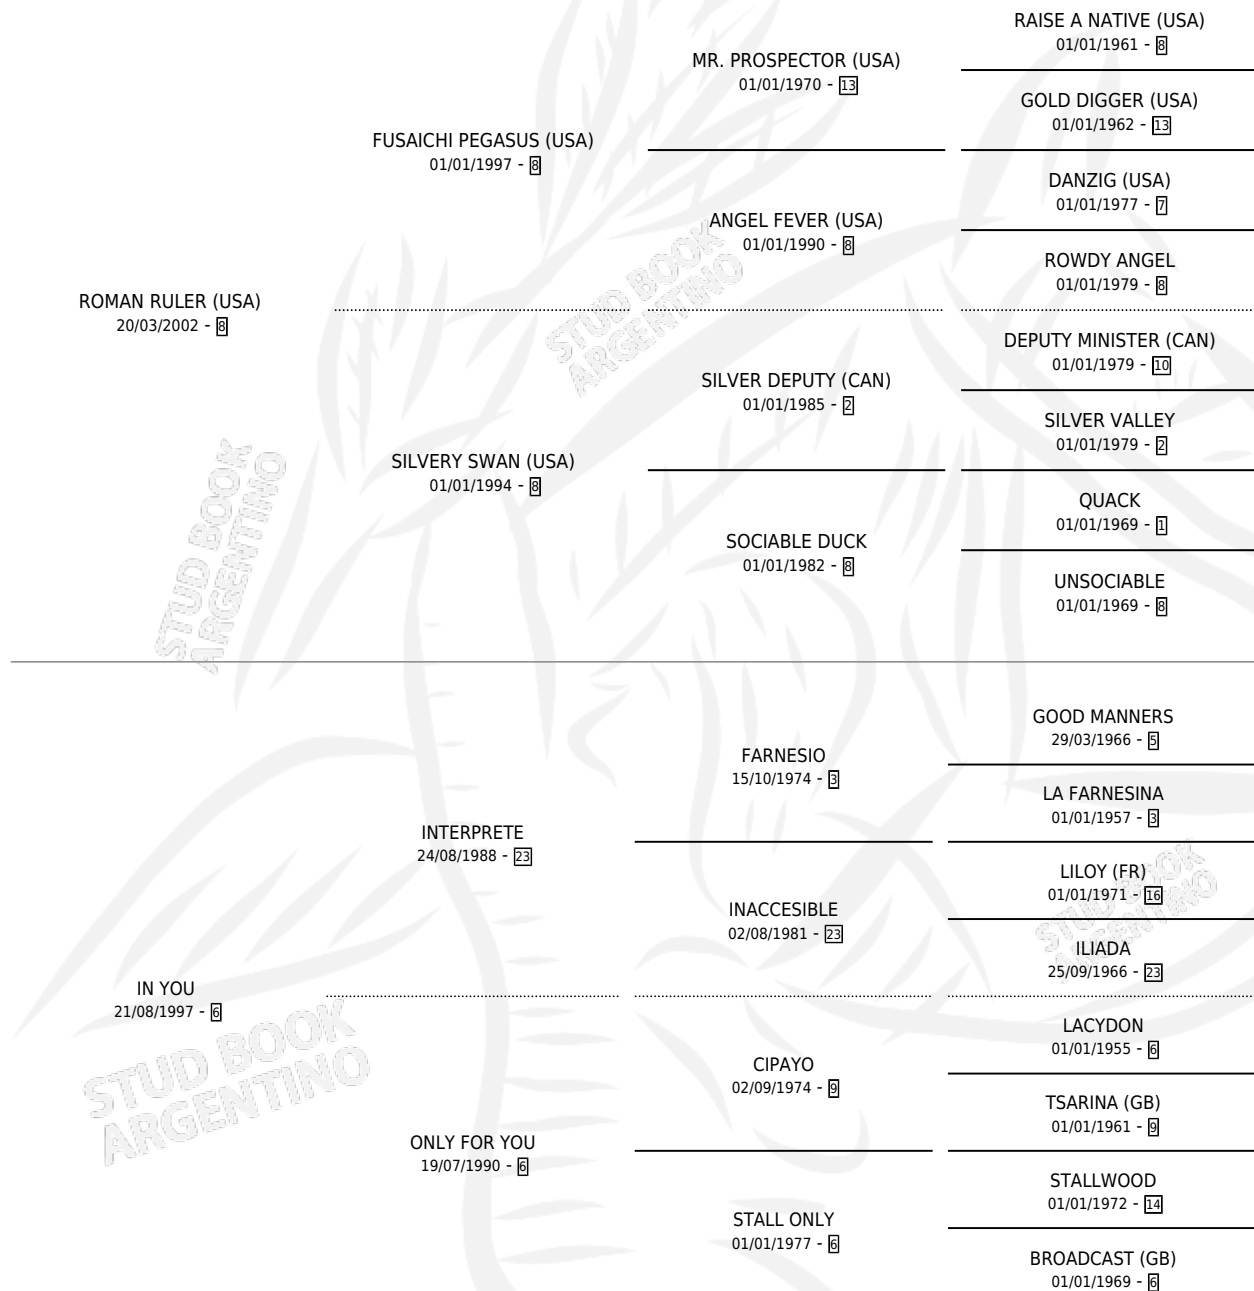 RAISE A NATIVE (USA)
01/01/1961 - 8
MR. PROSPECTOR (USA)
01/01/1970 - 13
GOLD DIGGER (USA)
01/01/1962 - 13
FUSAICHI PEGASUS (USA)
01/01/1997 - 8
DANZIG (USA)
01/01/1977 - 7
ANGEL FEVER (USA)
01/01/1990 - 8
ROWDY ANGEL
01/01/1979 - 8
ROMAN RULER (USA)
20/03/2002 - 8
DEPUTY MINISTER (CAN)
01/01/1979 - 10
SILVER DEPUTY (CAN)
01/01/1985 - 2
SILVER VALLEY
01/01/1979 - 2
SILVERY SWAN (USA)
01/01/1994 - 8
QUACK
01/01/1969 - 1
SOCIABLE DUCK
01/01/1982 - 8
UNSOCIABLE
01/01/1969 - 8
STUD BOOK
ARGENTINO
STUD BOOK
ARGENTINO
GOOD MANNERS
29/03/1966 - 5
FARNESIO
15/10/1974 - 3
LA FARNESINA
01/01/1957 - 3
INTERPRETE
24/08/1988 - 23
LILOY (FR)
01/01/1971 - 16
INACCESIBLE
02/08/1981 - 23
ILIADA
25/09/1966 - 23
IN YOU
21/08/1997 - 6
LACYDON
01/01/1955 - 6
CIPAYO
02/09/1974 - 9
TSARINA (GB)
01/01/1961 - 9
ONLY FOR YOU
19/07/1990 - 6
STALLWOOD
01/01/1972 - 14
STALL ONLY
01/01/1977 - 6
BROADCAST (GB)
01/01/1969 - 6
STUD BOOK
ARGENTINO
STUD BOOK
ARGENTINO